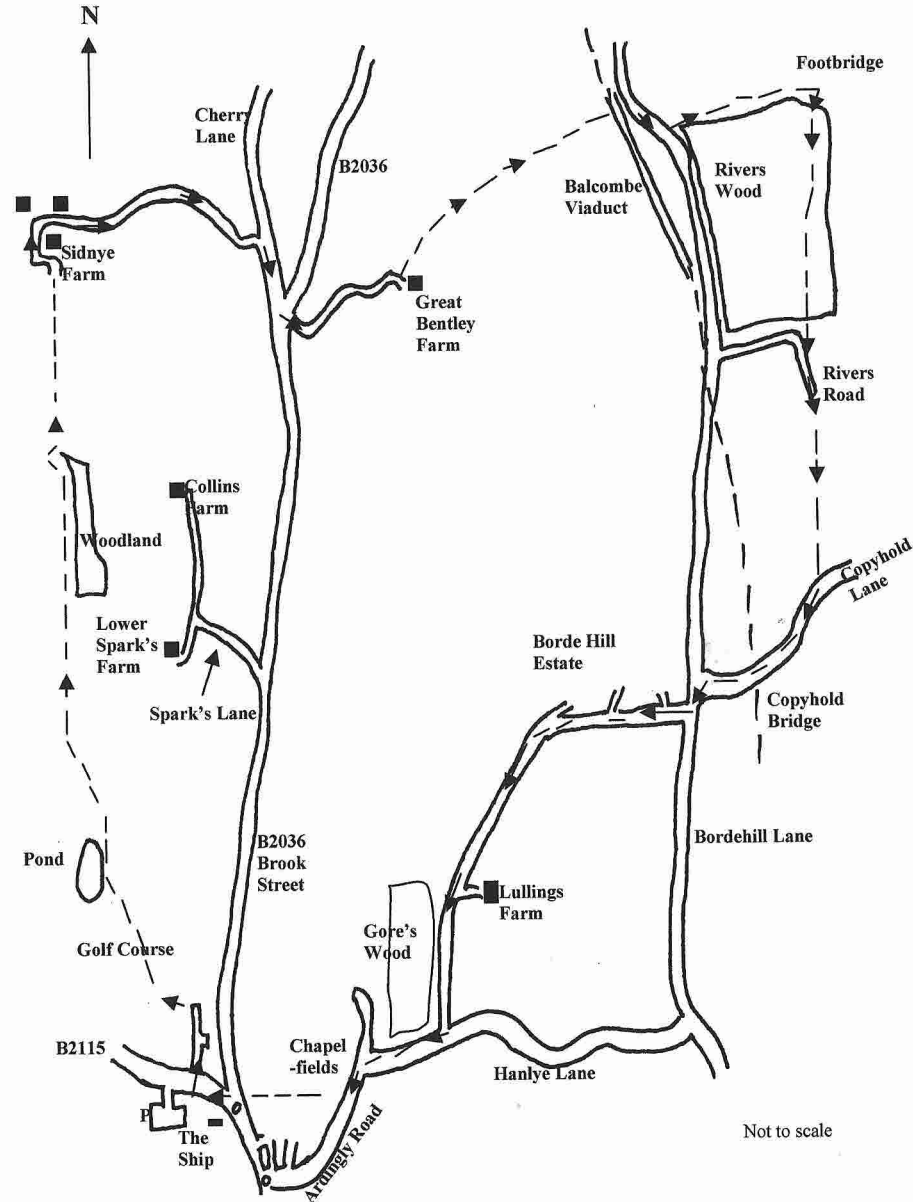 N
Footbridge
Cherry
Lane
B2036
Rivers
Wood
Balcombe
Viaduct
Sidnye
Farm
Great
Bentley
Farm
Rivers
Road
Collins
Farm
Woodland
Copyhold
Lane
Lower
Spark's
Farm
Borde Hill
Estate
Spark's Lane
Copyhold
Bridge
Pond
B2036
Brook
Street
Bordehill Lane
Lullings
Farm
Gore's
Wood
Golf Course
B2115
Chapel
-fields
Hanlye Lane
P
The
Ship
Ardingly Road
Not to scale